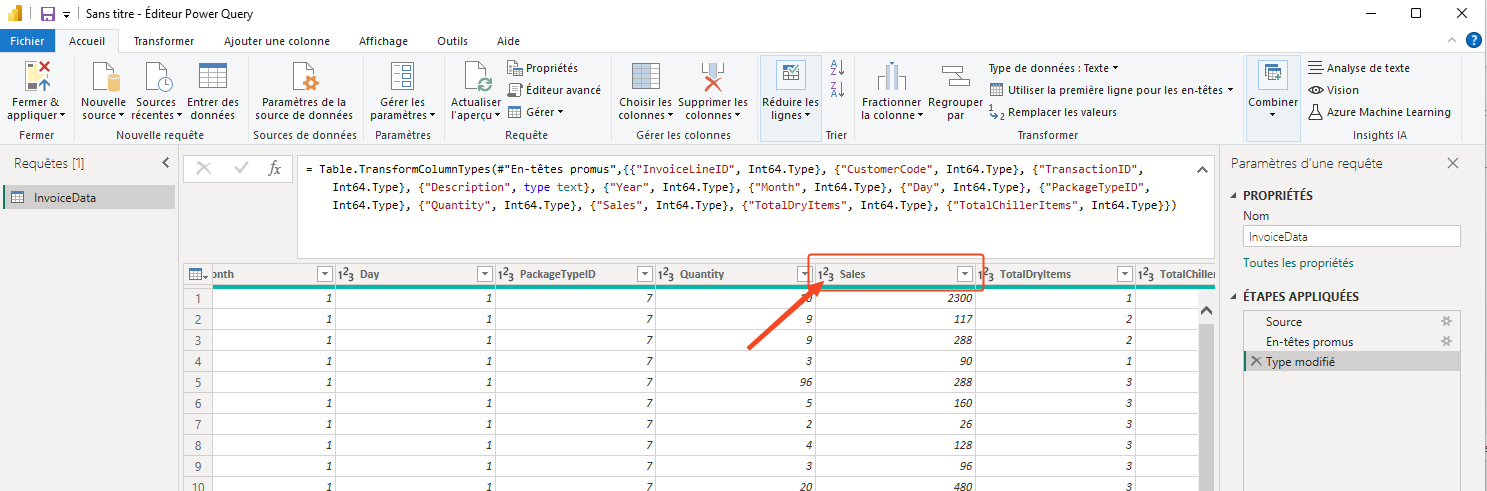 Sans titre - Éditeur Power Query
Fichier Accueil Transformer Ajouter une colonne Affichage Outils Aide
Fermer & appliquer
Fermer
Nouvelle source
Sources récentes
Entrer des données
Nouvelle requête
Paramètres de la source de données
Sources de données
Gérer les paramètres
Paramètres
Actualiser l'aperçu
Propriétés
Éditeur avancé
Gérer
Requête
Choisir les colonnes
Supprimer les colonnes
Gérer les colonnes
Réduire les lignes
A Z
Z A
Trier
Fractionner la colonne
Regrouper par
Type de données : Texte
Utiliser la première ligne pour les en-têtes
1 2 Remplacer les valeurs
Transformer
Combiner
Analyse de texte
Vision
Azure Machine Learning
Insights IA
Requêtes [1]
InvoiceData
fx
= Table.TransformColumnTypes(#"En-têtes promus",{{"InvoiceLineID", Int64.Type}, {"CustomerCode", Int64.Type}, {"TransactionID",
Int64.Type}, {"Description", type text}, {"Year", Int64.Type}, {"Month", Int64.Type}, {"Day", Int64.Type}, {"PackageTypeID",
Int64.Type}, {"Quantity", Int64.Type}, {"Sales", Int64.Type}, {"TotalDryItems", Int64.Type}, {"TotalChillerItems", Int64.Type}})
onth 123 Day 123 PackageTypeID 123 Quantity 123 Sales 123 TotalDryItems 123 TotalChiller
1 1 1 7 2300 1
2 1 1 7 9 117 2
3 1 1 7 9 288 2
4 1 1 7 3 90 1
5 1 1 7 96 288 3
6 1 1 7 5 160 3
7 1 1 7 2 26 3
8 1 1 7 4 128 3
9 1 1 7 3 96 3
10 1 1 7 20 480 3
Paramètres d'une requête
PROPRIÉTÉS
Nom
InvoiceData
Toutes les propriétés
ÉTAPES APPLIQUÉES
Source
En-têtes promus
Type modifié